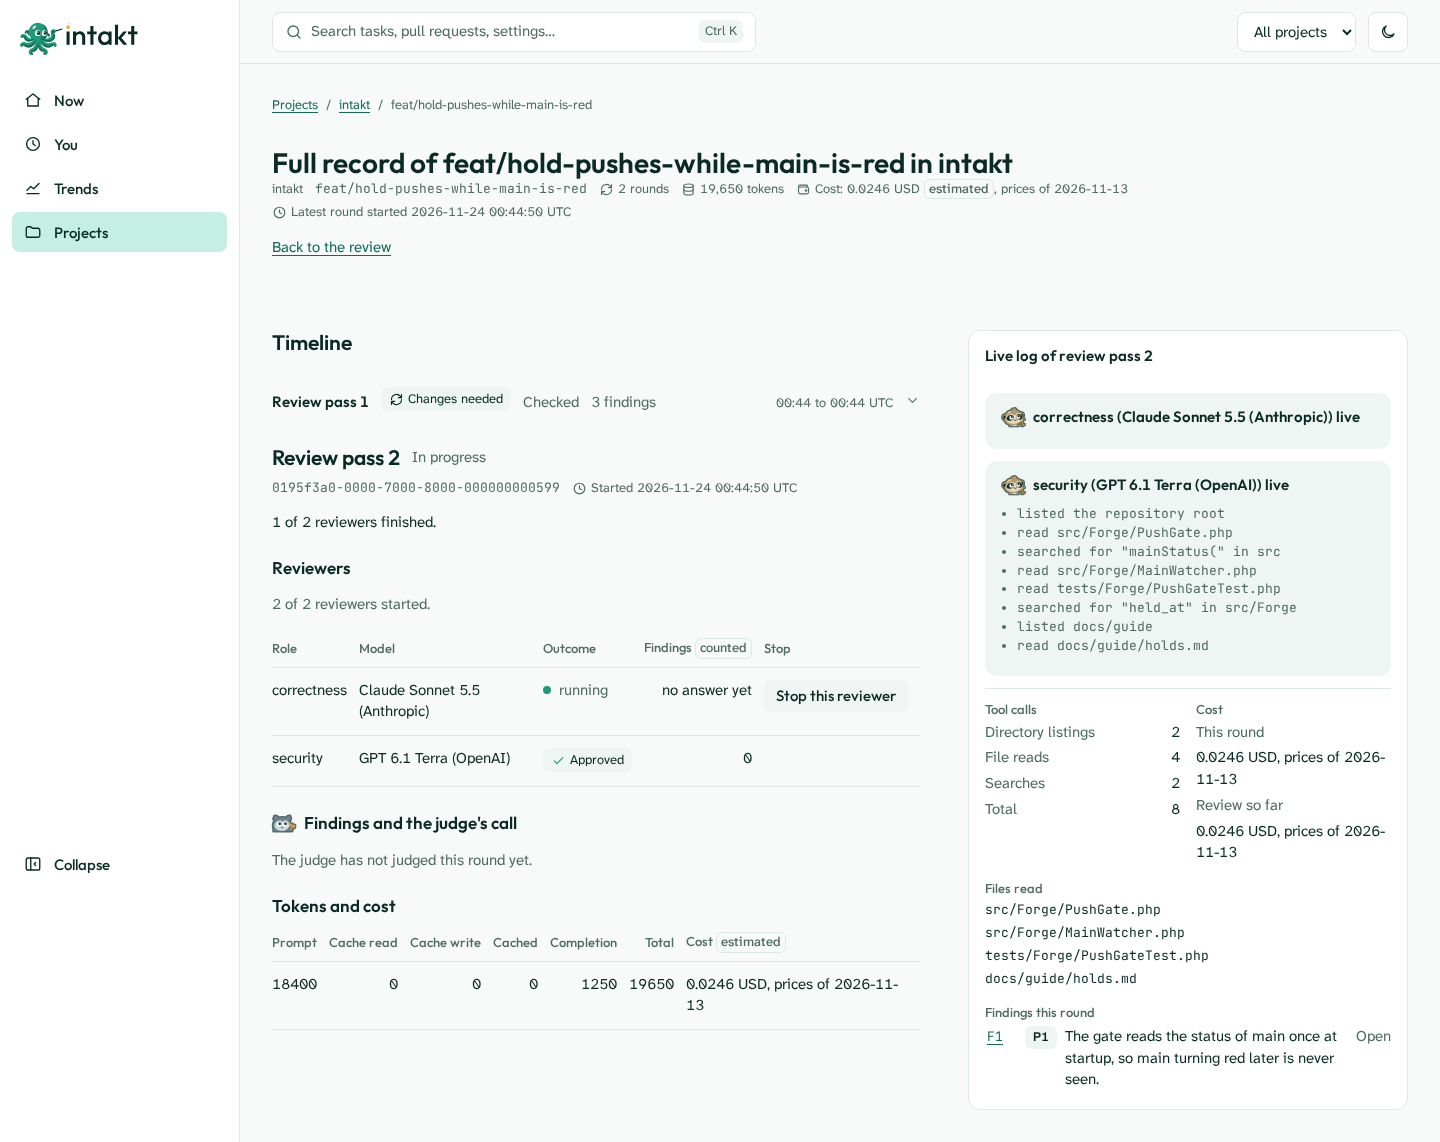 intakt
Search tasks, pull requests, settings...
Ctrl K
All projects
Now
You
Trends
Projects
Collapse
Projects / intakt / feat/hold-pushes-while-main-is-red
Full record of feat/hold-pushes-while-main-is-red in intakt
intakt feat/hold-pushes-while-main-is-red 2 rounds 19,650 tokens Cost: 0.0246 USD estimated, prices of 2026-11-13
Latest round started 2026-11-24 00:44:50 UTC
Back to the review
Timeline
Review pass 1 Changes needed Checked 3 findings 00:44 to 00:44 UTC
Review pass 2 In progress
0195f3a0-0000-7000-8000-000000000599 Started 2026-11-24 00:44:50 UTC
1 of 2 reviewers finished.
Reviewers
2 of 2 reviewers started.
Role Model Outcome Findings counted Stop
correctness Claude Sonnet 5.5 running no answer yet Stop this reviewer
(Anthropic)
security GPT 6.1 Terra (OpenAI) Approved 0
Findings and the judge's call
The judge has not judged this round yet.
Tokens and cost
Prompt Cache read Cache write Cached Completion Total Cost estimated
18400 0 0 0 1250 19650 0.0246 USD, prices of 2026-11-
13
Live log of review pass 2
correctness (Claude Sonnet 5.5 (Anthropic)) live
security (GPT 6.1 Terra (OpenAI)) live
• listed the repository root
• read src/Forge/PushGate.php
• searched for "mainStatus(" in src
• read src/Forge/MainWatcher.php
• read tests/Forge/PushGateTest.php
• searched for "held_at" in src/Forge
• listed docs/guide
• read docs/guide/holds.md
Tool calls
Directory listings 2
File reads 4
Searches 2
Total 8
Cost
This round
0.0246 USD, prices of 2026-
11-13
Review so far
0.0246 USD, prices of 2026-
11-13
Files read
src/Forge/PushGate.php
src/Forge/MainWatcher.php
tests/Forge/PushGateTest.php
docs/guide/holds.md
Findings this round
F1 P1 The gate reads the status of main once at Open
startup, so main turning red later is never
seen.